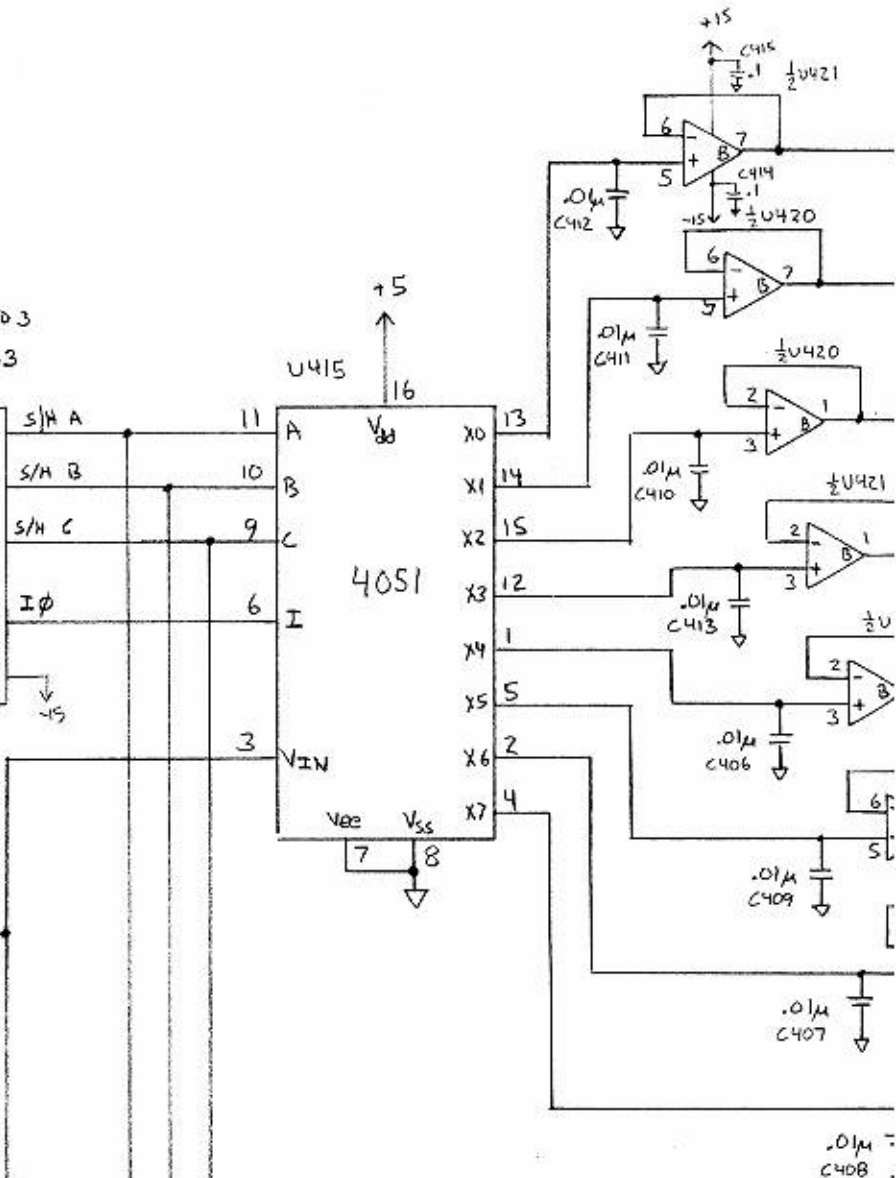 +15
C415
.1
½U421
6
-
7
B
+
5
C414
.1
-15
.01µ
C412
½U420
6
-
7
B
+
5
.01µ
C411
+5
03
3
U415
16
½U420
2
-
1
B
+
3
.01µ
C410
S/H A
11
A
Vdd
X0
13
S/H B
10
B
X1
14
S/H C
9
C
X2
15
½U421
2
-
1
B
+
3
4051
X3
12
.01µ
C413
IØ
6
I
X4
1
½U
2
-
B
+
3
-15
X5
5
.01µ
C406
3
VIN
X6
2
X7
4
6
5
Vee
Vss
7
8
.01µ
C409
.01µ
C407
.01µ
C408